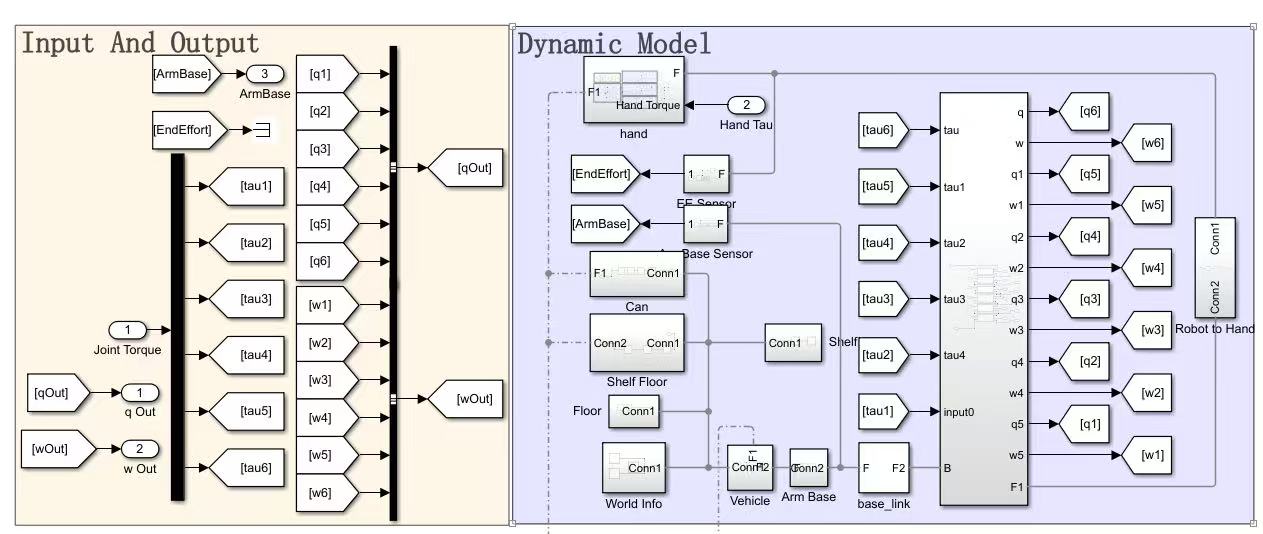 Input And Output
[ArmBase]
3
ArmBase
[EndEffort]
[tau1]
[tau2]
[tau3]
[tau4]
[tau5]
[tau6]
1
Joint Torque
[qOut]
1
q Out
[wOut]
2
w Out
[q1]
[q2]
[q3]
[q4]
[q5]
[q6]
[w1]
[w2]
[w3]
[w4]
[w5]
[w6]
[qOut]
[wOut]
Dynamic Model
F
F1
Hand Torque
hand
2
Hand Tau
[EndEffort]
1
F
EE Sensor
[ArmBase]
1
F
Base Sensor
F1
Conn1
Can
Conn2
Conn1
Shelf Floor
Conn1
Shelf
Floor
Conn1
Conn1
World Info
F1
Conn1
F2
Vehicle
Conn2
Arm Base
F
F2
base_link
[tau6]
[tau5]
[tau4]
[tau3]
[tau2]
[tau1]
tau
tau1
tau2
tau3
tau4
input0
B
q
w
q1
w1
q2
w2
q3
w3
q4
w4
q5
w5
F1
[q6]
[w6]
[q5]
[w5]
[q4]
[w4]
[q3]
[w3]
[q2]
[w2]
[q1]
[w1]
Conn1
Conn2
Robot to Hand